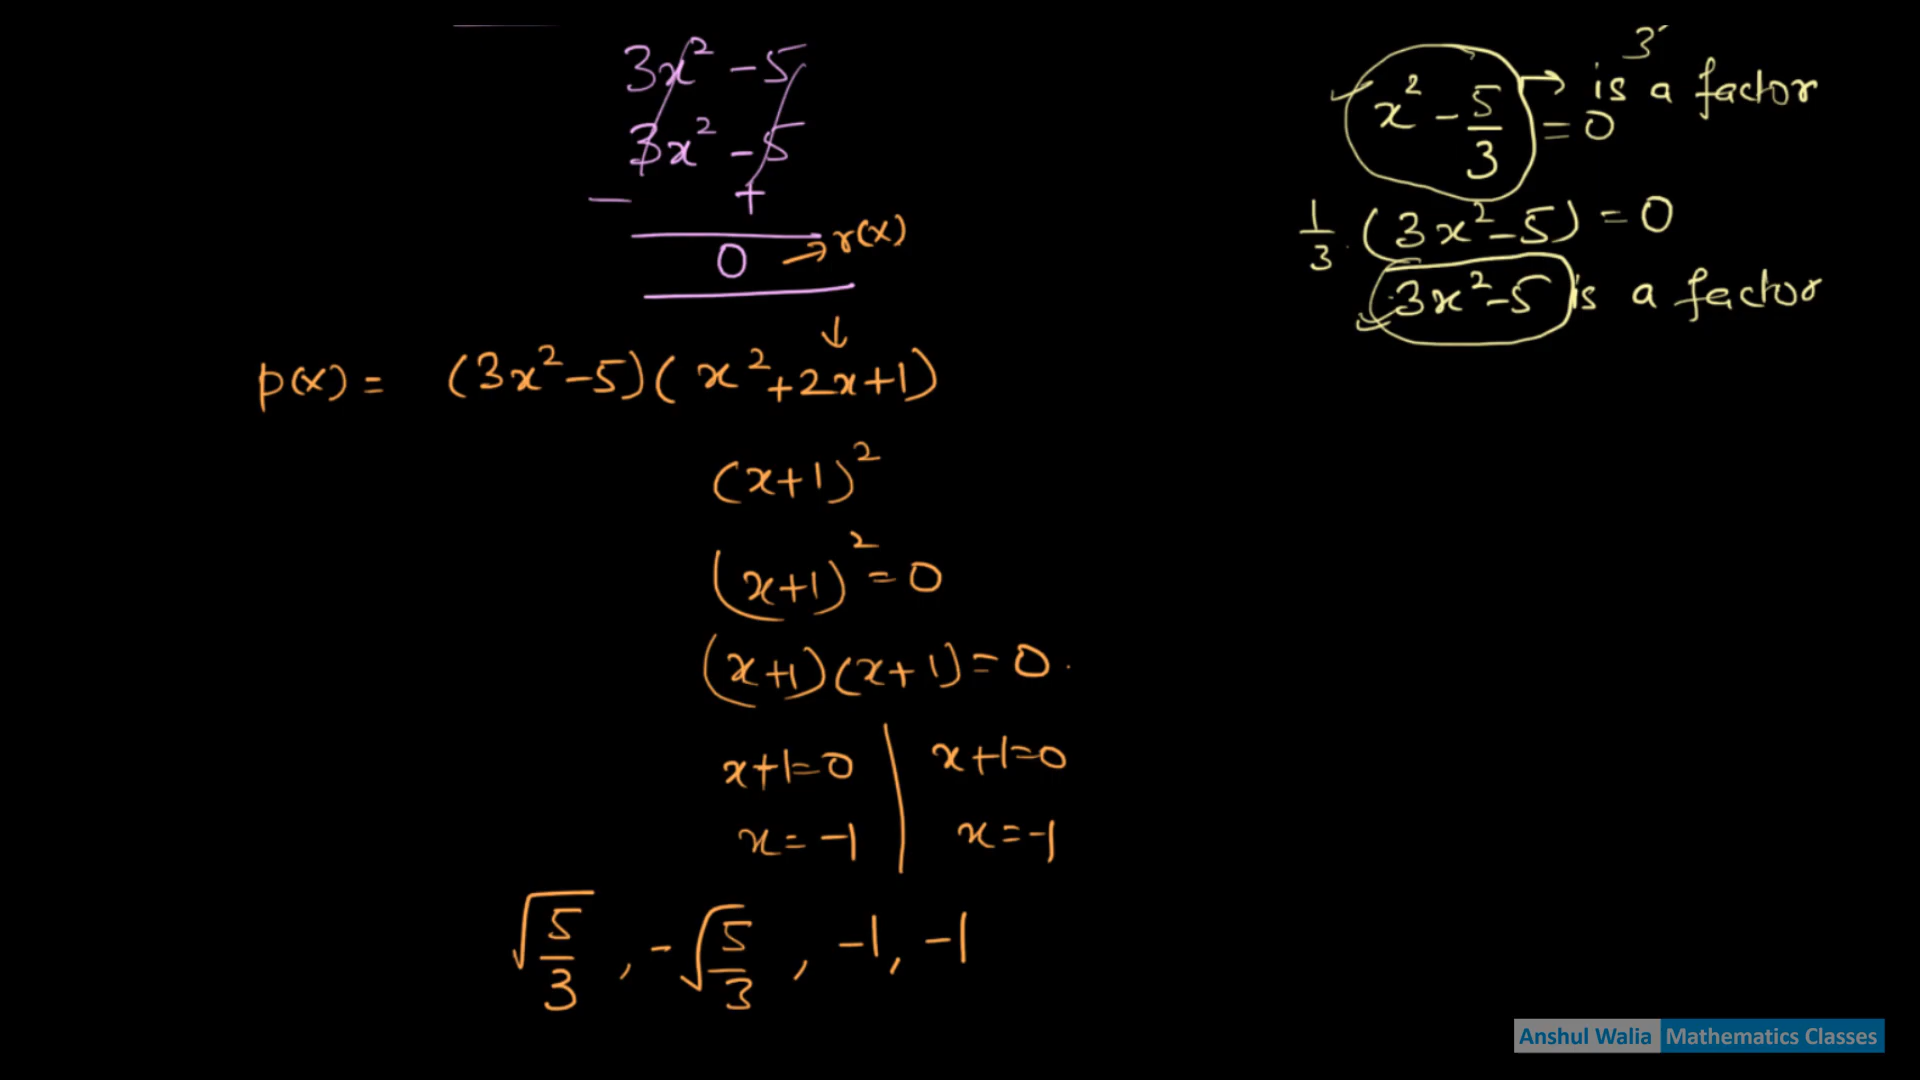 3x² - 5
3x² - 5
-     +
0 → r(x)
↓
p(x) = (3x² - 5)(x² + 2x + 1)
(x+1)²
(x+1)² = 0
(x+1)(x+1) = 0.
x+1=0 | x+1=0
x = -1 | x = -1
√(5/3), -√(5/3), -1, -1
3
x² - 5/3 → is a factor
= 0
1/3 · (3x² - 5) = 0
3x² - 5 is a factor
Anshul Walia Mathematics Classes